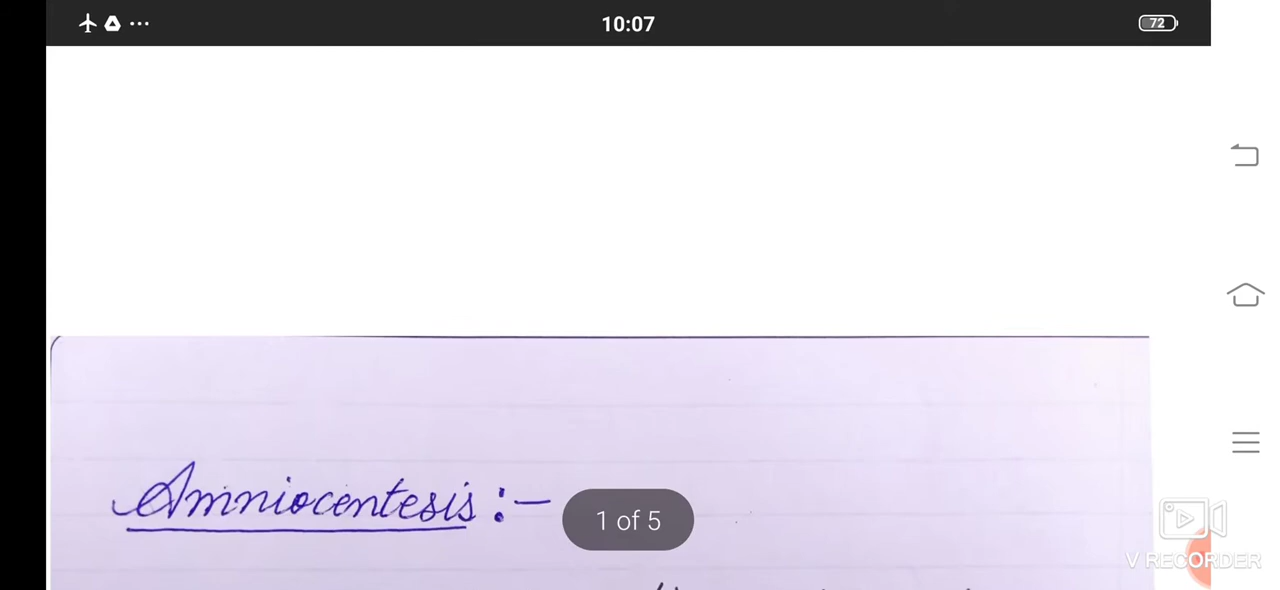 10:07
72
Amniocentesis :-
1 of 5
V RECORDER